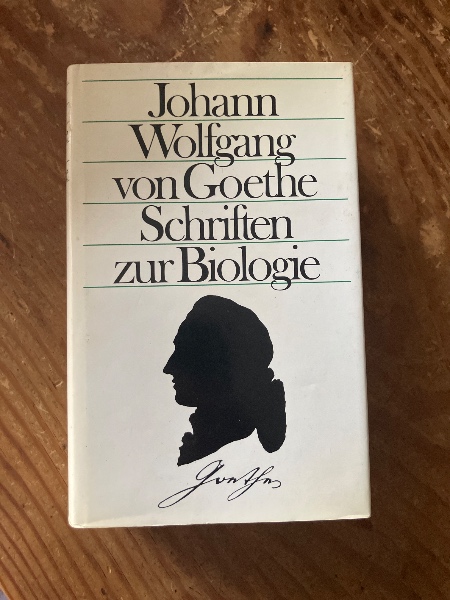 Johann
Wolfgang
von Goethe
Schriften
zur Biologie
Goethe